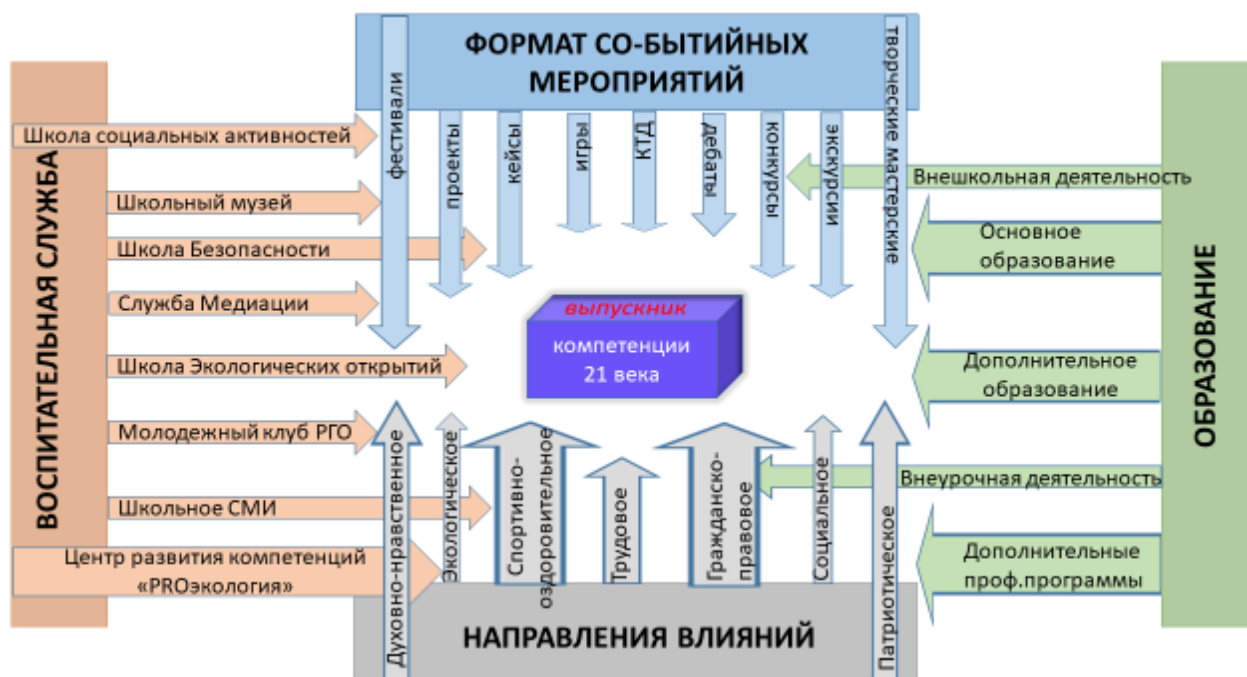 ФОРМАТ СО-БЫТИЙНЫХ
МЕРОПРИЯТИЙ
фестивали
проекты
кейсы
игры
КТД
дебаты
конкурсы
экскурсии
творческие мастерские
ВОСПИТАТЕЛЬНАЯ СЛУЖБА
Школа социальных активностей
Школьный музей
Школа Безопасности
Служба Медиации
Школа Экологических открытий
Молодежный клуб РГО
Школьное СМИ
Центр развития компетенций
«PROэкология»
выпускник
компетенции
21 века
ОБРАЗОВАНИЕ
Внешкольная деятельность
Основное
образование
Дополнительное
образование
Внеурочная деятельность
Дополнительные
проф.программы
Духовно-нравственное
Экологическое
Спортивно-
оздоровительное
Трудовое
Гражданско-
правовое
Социальное
Патриотическое
НАПРАВЛЕНИЯ ВЛИЯНИЙ